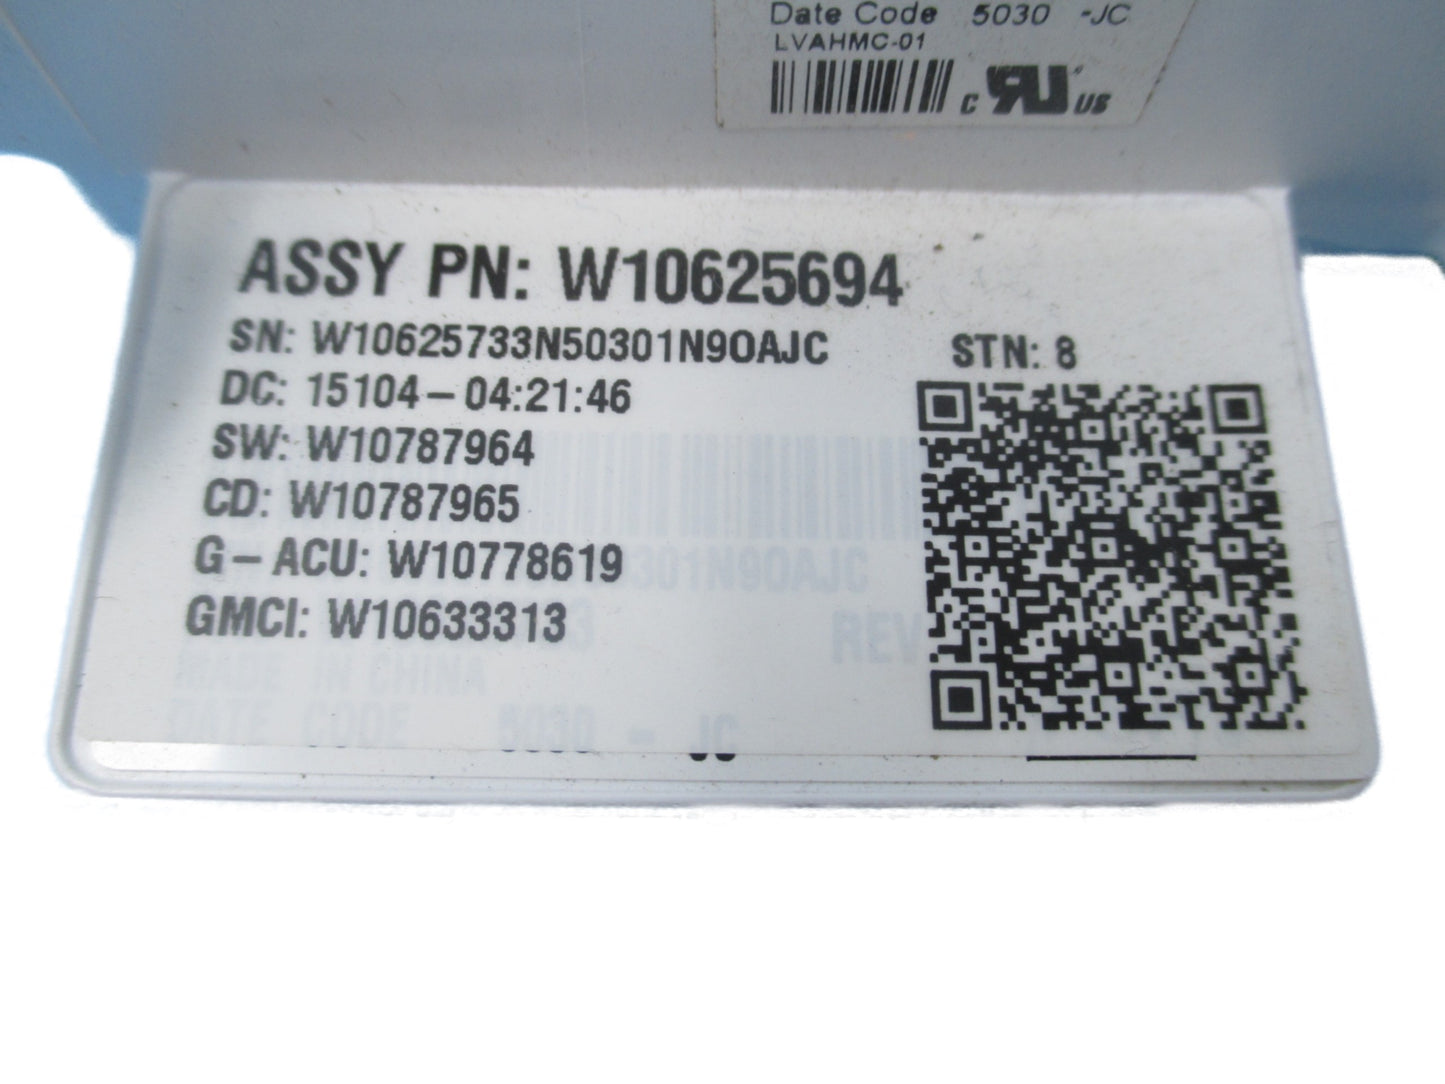 Date Code 5030 -JC
LVAHMC-01
C RU US
ASSY PN: W10625694
SN: W10625733N50301N9OAJC
STN: 8
DC: 15104-04:21:46
SW: W10787964
CD: W10787965
G-ACU: W10778619
301N9OAJC
GMCI: W10633313
REV
MADE IN CHINA
DATE CODE 5030 - JC